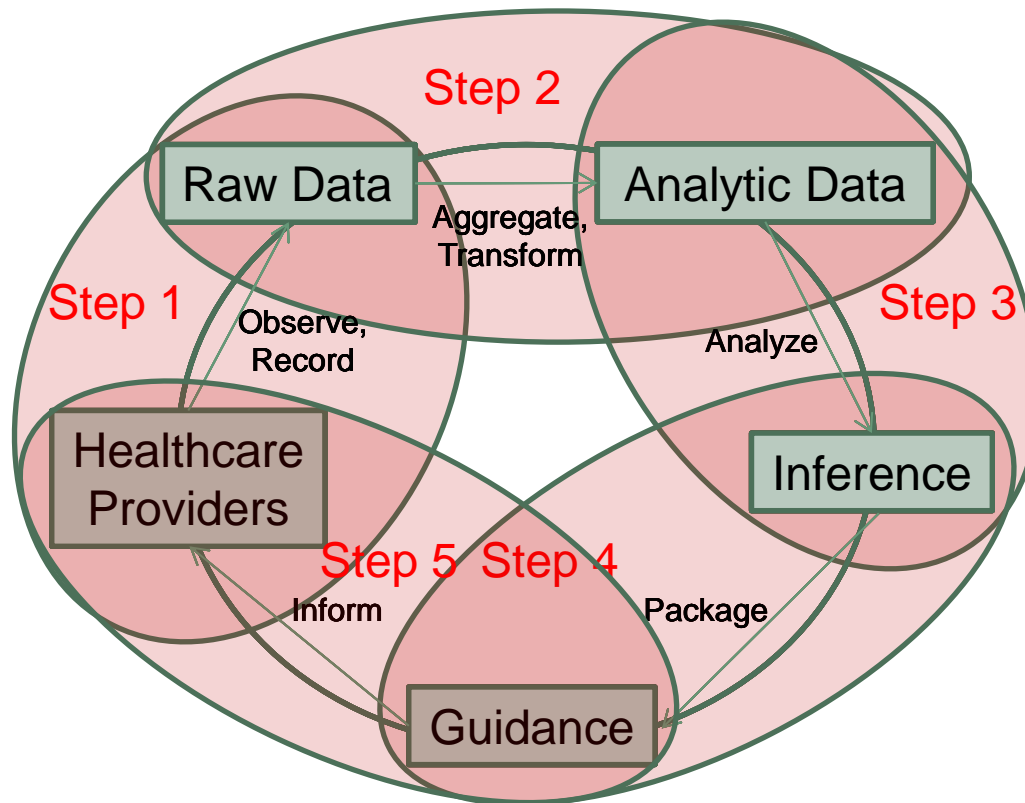 Step 2
Raw Data
Analytic Data
Aggregate,
Transform
Step 1
Step 3
Observe,
Record
Analyze
Healthcare
Providers
Inference
Step 5
Step 4
Inform
Package
Guidance